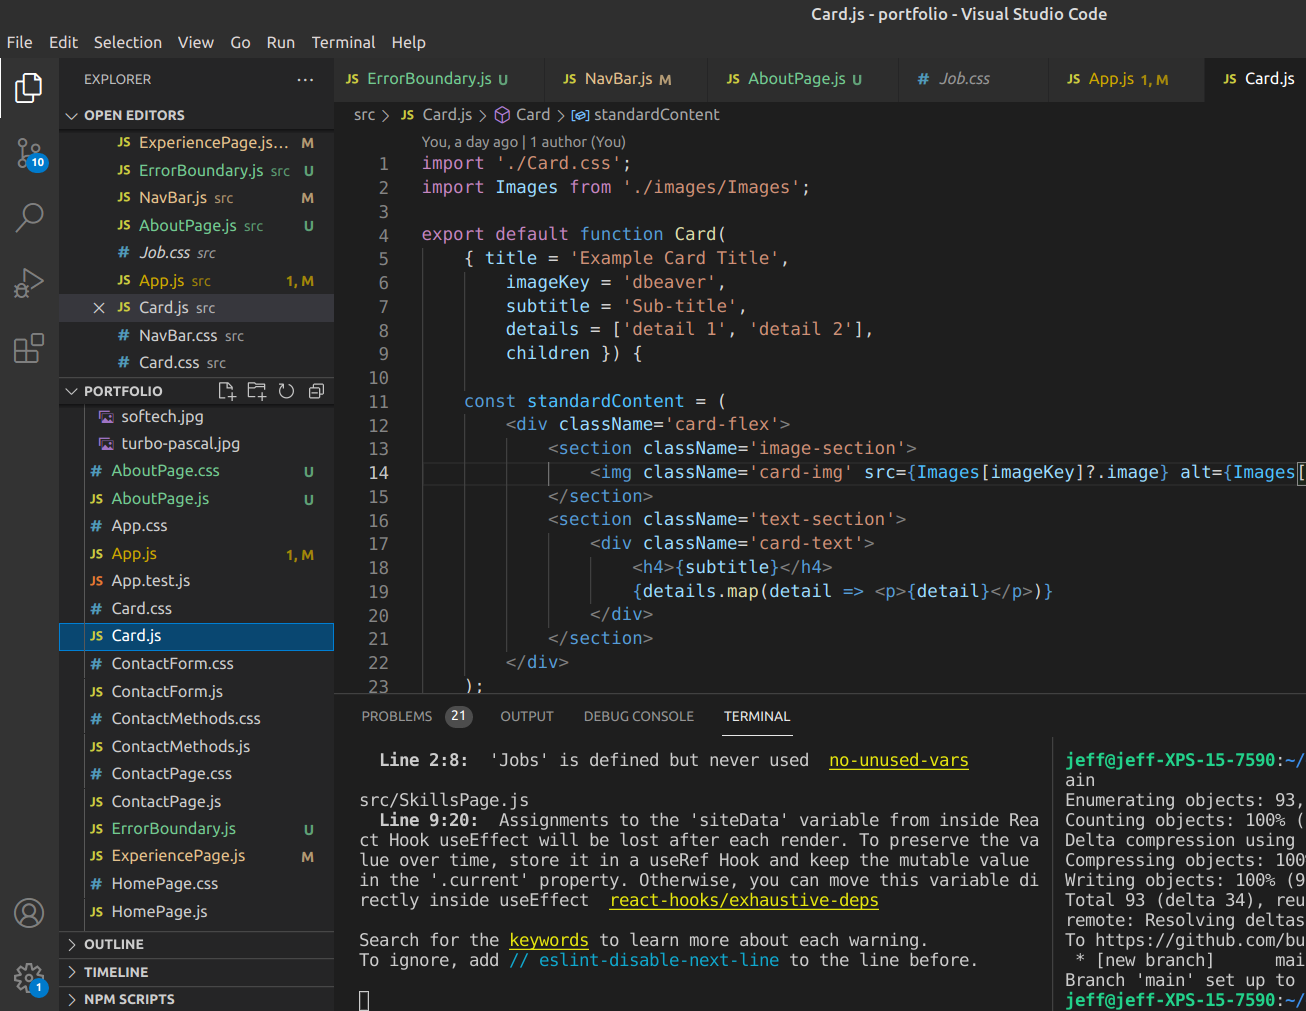 Card.js - portfolio - Visual Studio Code
File Edit Selection View Go Run Terminal Help
EXPLORER ···
OPEN EDITORS
JS ExperiencePage.js... M
JS ErrorBoundary.js src U
JS NavBar.js src M
JS AboutPage.js src U
# Job.css src
JS App.js src 1, M
JS Card.js src
# NavBar.css src
# Card.css src
PORTFOLIO
softech.jpg
turbo-pascal.jpg
# AboutPage.css U
JS AboutPage.js U
# App.css
JS App.js 1, M
JS App.test.js
# Card.css
JS Card.js
# ContactForm.css
JS ContactForm.js
# ContactMethods.css
JS ContactMethods.js
# ContactPage.css
JS ContactPage.js
JS ErrorBoundary.js U
JS ExperiencePage.js M
# HomePage.css
JS HomePage.js
OUTLINE
TIMELINE
NPM SCRIPTS
10
1
JS ErrorBoundary.js U JS NavBar.js M JS AboutPage.js U # Job.css JS App.js 1, M JS Card.js
src > JS Card.js > Card > standardContent
You, a day ago | 1 author (You)
1 import './Card.css';
2 import Images from './images/Images';
3
4 export default function Card(
5 { title = 'Example Card Title',
6 imageKey = 'dbeaver',
7 subtitle = 'Sub-title',
8 details = ['detail 1', 'detail 2'],
9 children }) {
10
11 const standardContent = (
12 <div className='card-flex'>
13 <section className='image-section'>
14 <img className='card-img' src={Images[imageKey]?.image} alt={Images[
15 </section>
16 <section className='text-section'>
17 <div className='card-text'>
18 <h4>{subtitle}</h4>
19 {details.map(detail => <p>{detail}</p>)}
20 </div>
21 </section>
22 </div>
23 );
PROBLEMS 21 OUTPUT DEBUG CONSOLE TERMINAL
Line 2:8: 'Jobs' is defined but never used no-unused-vars
src/SkillsPage.js
Line 9:20: Assignments to the 'siteData' variable from inside Rea
ct Hook useEffect will be lost after each render. To preserve the va
lue over time, store it in a useRef Hook and keep the mutable value
in the '.current' property. Otherwise, you can move this variable di
rectly inside useEffect react-hooks/exhaustive-deps
Search for the keywords to learn more about each warning.
To ignore, add // eslint-disable-next-line to the line before.
jeff@jeff-XPS-15-7590:~/
ain
Enumerating objects: 93,
Counting objects: 100% (
Delta compression using
Compressing objects: 100%
Writing objects: 100% (9
Total 93 (delta 34), reu
remote: Resolving deltas
To https://github.com/bu
* [new branch] mai
Branch 'main' set up to
jeff@jeff-XPS-15-7590:~/